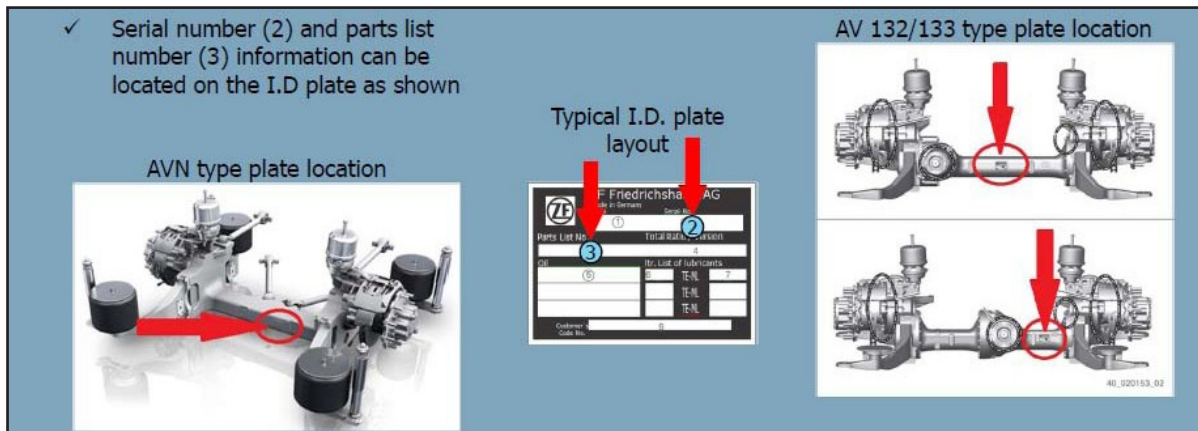 ✓ Serial number (2) and parts list
number (3) information can be
located on the I.D plate as shown
AVN type plate location
Typical I.D. plate
layout
ZF
F Friedrichsha AG
Made in Germany
Serial No
1
2
Parts List No
Total Ratio Version
3
4
Oil
ltr. List of lubricants
5
6 TE-ML 7
TE-ML
TE-ML
Customer's
Code No.
8
AV 132/133 type plate location
40_020153_02